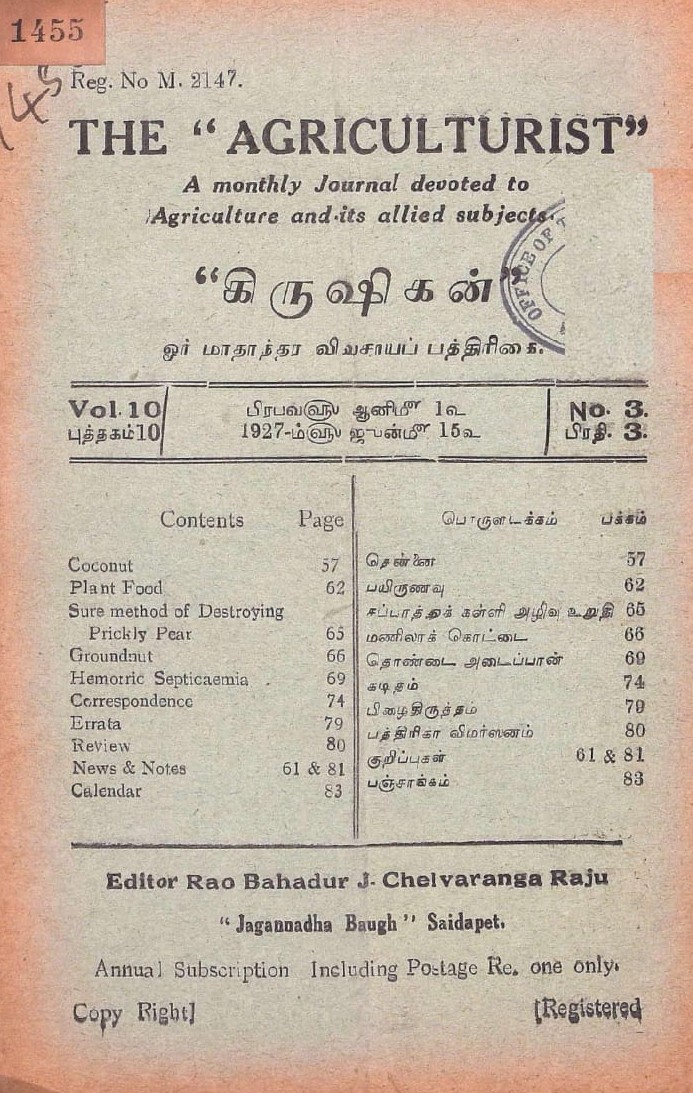 1455
145
Reg. No M. 2147.
THE “AGRICULTURIST”
A monthly Journal devoted to
Agriculture and its allied subjects.
OFFICE OF T
“கிருஷிகன்”
ஓர் மாதாந்தர விவசாயப் பத்திரிகை.
Vol. 10 பிரபவ௵ ஆனி௴ 1௳ No. 3.
புத்தகம்10 1927-ம்௵ ஜூன்௴ 15௳ பிரதி. 3.
Contents Page
Coconut 57
Plant Food 62
Sure method of Destroying
Prickly Pear 65
Groundnut 66
Hemorric Septicaemia . 69
Correspondence 74
Errata 79
Review 80
News & Notes 61 & 81
Calendar 83
பொருளடக்கம் பக்கம்
தென்னை 57
பயிருணவு 62
சப்பாத்துக் கள்ளி அழிவு உறுதி 65
மணிலாக் கொட்டை 66
தொண்டை அடைப்பான் 69
கடிதம் 74
பிழைதிருத்தம் 79
பத்திரிகா விமர்ஸனம் 80
குறிப்புகள் 61 & 81
பஞ்சாங்கம் 83
Editor Rao Bahadur J. Chelvaranga Raju
“Jagannadha Baugh” Saidapet.
Annual Subscription Including Postage Re. one only.
Copy Right] [Registered